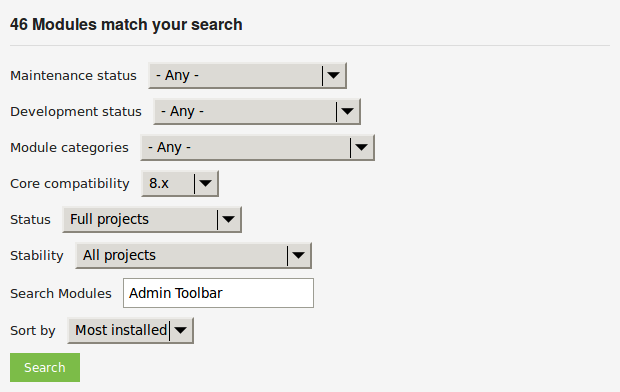 46 Modules match your search
Maintenance status - Any -
Development status - Any -
Module categories - Any -
Core compatibility 8.x
Status Full projects
Stability All projects
Search Modules Admin Toolbar
Sort by Most installed
Search